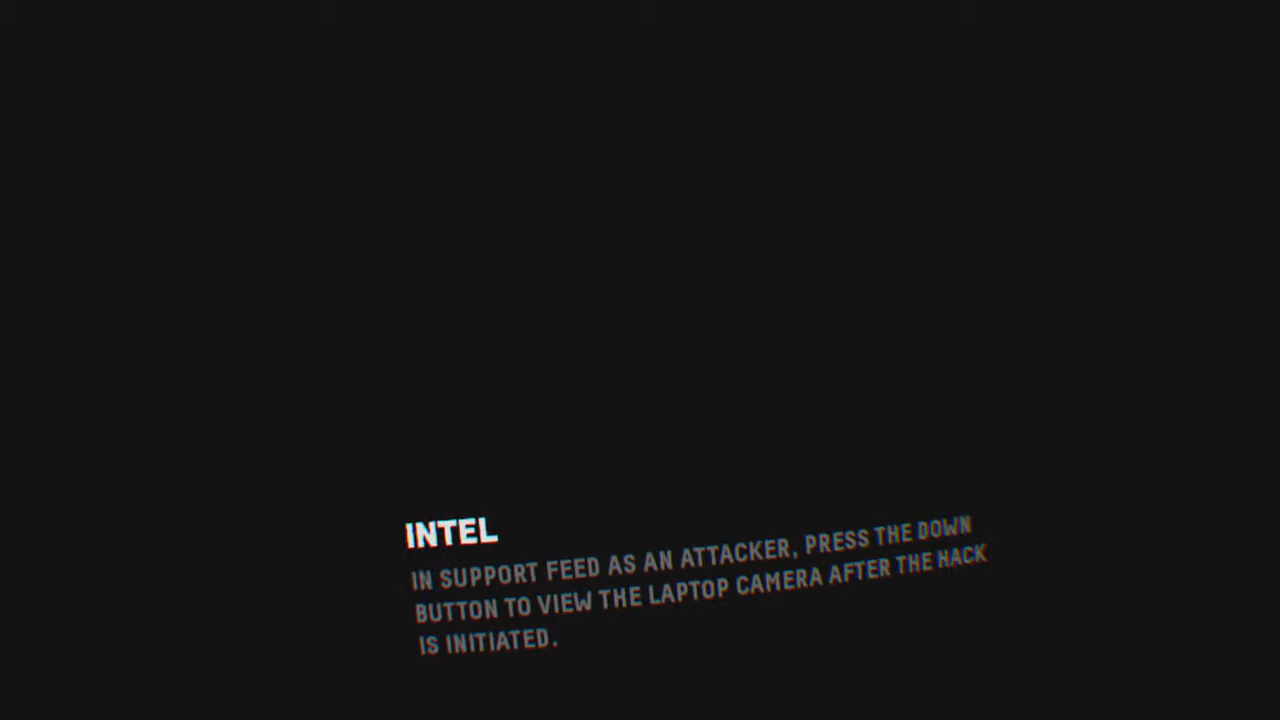 INTEL
IN SUPPORT FEED AS AN ATTACKER, PRESS THE DOWN
BUTTON TO VIEW THE LAPTOP CAMERA AFTER THE HACK
IS INITIATED.